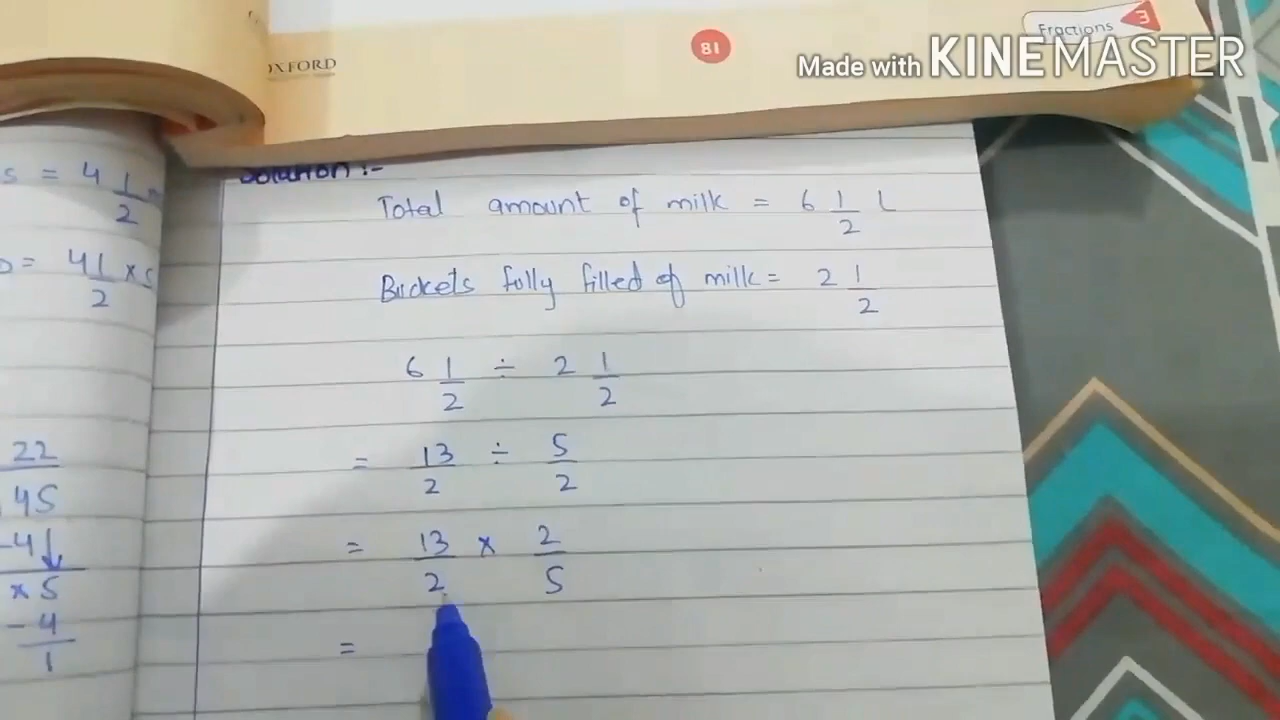 Fractions 3
81
OXFORD
Made with KINEMASTER
Solution :-
Total amount of milk = 6 1/2 L
Buckets fully filled of milk = 2 1/2
6 1/2 ÷ 2 1/2
= 13/2 ÷ 5/2
= 13/2 × 2/5
=
s = 4 1/2
= 4 1/2 × 5
22
45
-4↓
×5
-4
1